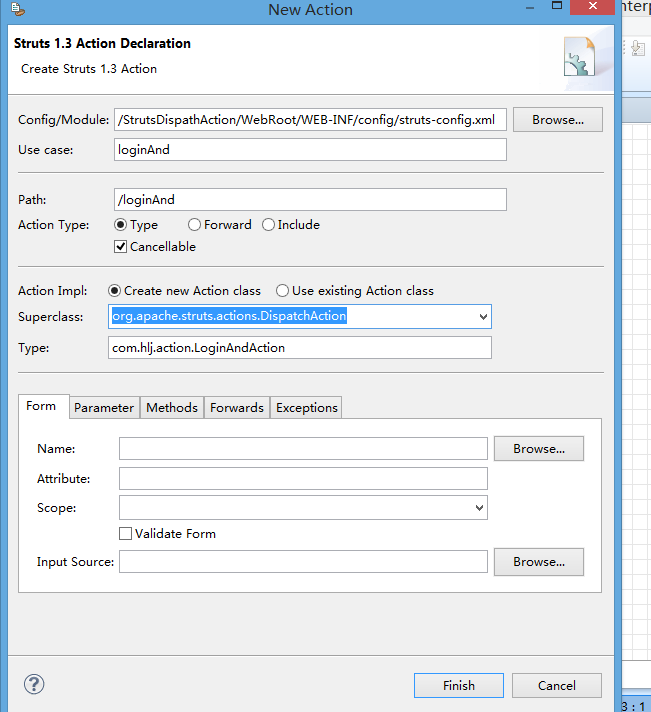 New Action
nterp
Struts 1.3 Action Declaration
Create Struts 1.3 Action
Config/Module: /StrutsDispathAction/WebRoot/WEB-INF/config/struts-config.xml Browse...
Use case: loginAnd
Path: /loginAnd
Action Type: Type Forward Include
Cancellable
Action Impl: Create new Action class Use existing Action class
Superclass: org.apache.struts.actions.DispatchAction
Type: com.hlj.action.LoginAndAction
Form Parameter Methods Forwards Exceptions
Name: Browse...
Attribute:
Scope:
Validate Form
Input Source: Browse...
? Finish Cancel
3 : 1